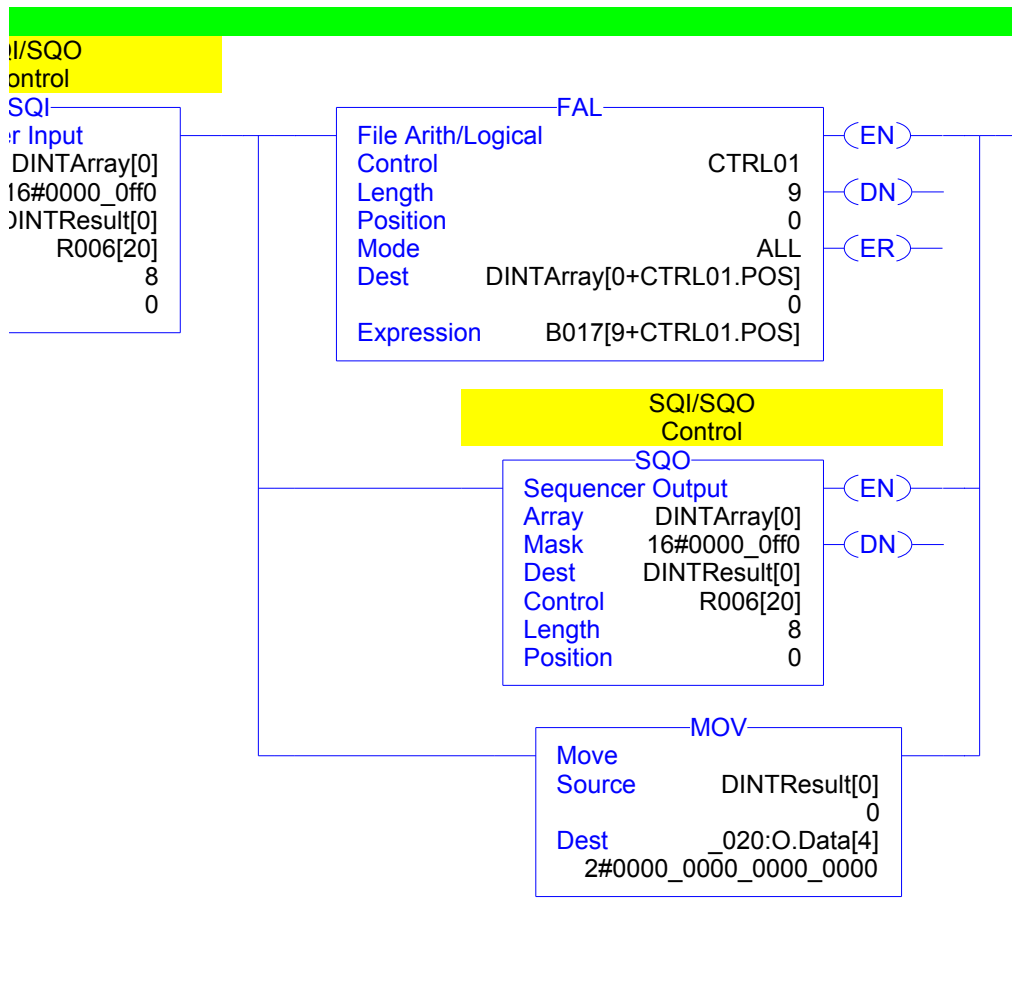 I/SQO
ontrol
SQI
r Input
DINTArray[0]
16#0000_0ff0
DINTResult[0]
R006[20]
8
0
FAL
File Arith/Logical
Control CTRL01
Length 9
Position 0
Mode ALL
Dest DINTArray[0+CTRL01.POS]
0
Expression B017[9+CTRL01.POS]
EN
DN
ER
SQI/SQO
Control
SQO
Sequencer Output
Array DINTArray[0]
Mask 16#0000_0ff0
Dest DINTResult[0]
Control R006[20]
Length 8
Position 0
EN
DN
MOV
Move
Source DINTResult[0]
0
Dest _020:O.Data[4]
2#0000_0000_0000_0000